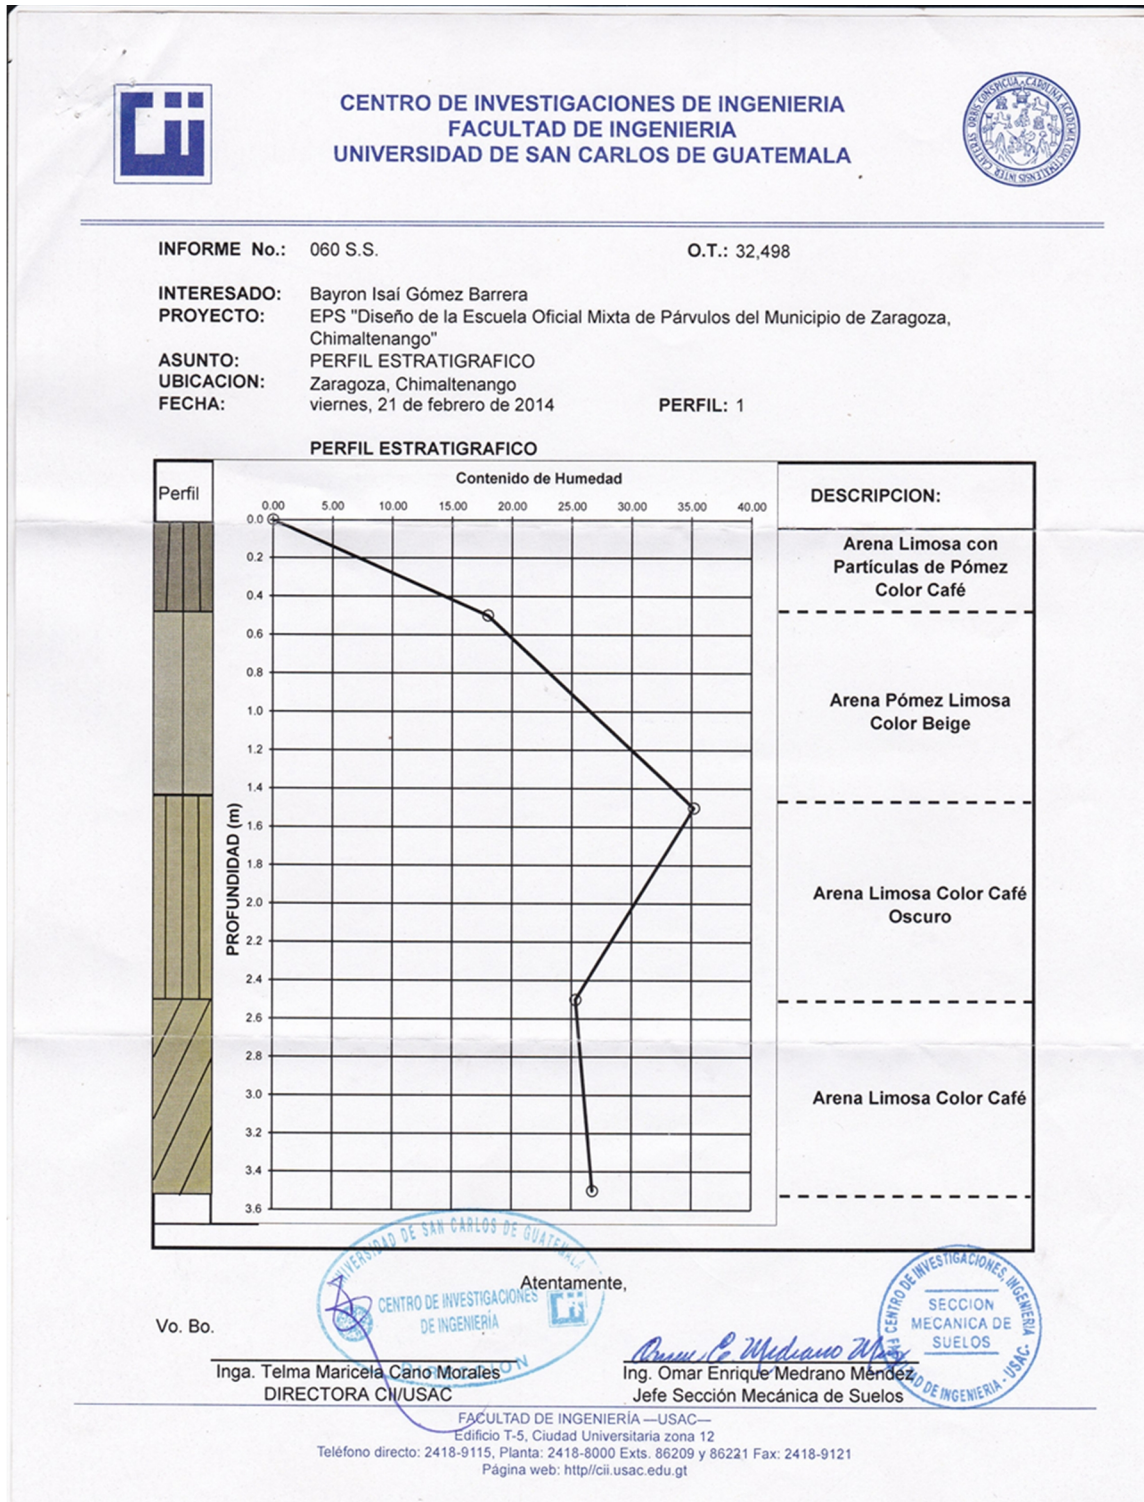 CENTRO DE INVESTIGACIONES DE INGENIERIA
FACULTAD DE INGENIERIA
UNIVERSIDAD DE SAN CARLOS DE GUATEMALA
INFORME No.: 060 S.S. O.T.: 32,498
INTERESADO: Bayron Isaí Gómez Barrera
PROYECTO: EPS "Diseño de la Escuela Oficial Mixta de Párvulos del Municipio de Zaragoza,
Chimaltenango"
ASUNTO: PERFIL ESTRATIGRAFICO
UBICACION: Zaragoza, Chimaltenango
FECHA: viernes, 21 de febrero de 2014 PERFIL: 1
PERFIL ESTRATIGRAFICO
Perfil
Contenido de Humedad
0.00 5.00 10.00 15.00 20.00 25.00 30.00 35.00 40.00
PROFUNDIDAD (m)
0.0
0.2
0.4
0.6
0.8
1.0
1.2
1.4
1.6
1.8
2.0
2.2
2.4
2.6
2.8
3.0
3.2
3.4
3.6
DESCRIPCION:
Arena Limosa con
Partículas de Pómez
Color Café
Arena Pómez Limosa
Color Beige
Arena Limosa Color Café
Oscuro
Arena Limosa Color Café
UNIVERSIDAD DE SAN CARLOS DE GUATEMALA
CENTRO DE INVESTIGACIONES
DE INGENIERÍA
DIRECCION
Atentamente,
CENTRO DE INVESTIGACIONES, INGENIERIA
SECCION
MECANICA DE
SUELOS
FACULTAD DE INGENIERIA - USAC
Vo. Bo.
Inga. Telma Maricela Cano Morales
DIRECTORA CII/USAC
Ing. Omar Enrique Medrano Méndez
Jefe Sección Mecánica de Suelos
FACULTAD DE INGENIERÍA —USAC—
Edificio T-5, Ciudad Universitaria zona 12
Teléfono directo: 2418-9115, Planta: 2418-8000 Exts. 86209 y 86221 Fax: 2418-9121
Página web: http//cii.usac.edu.gt